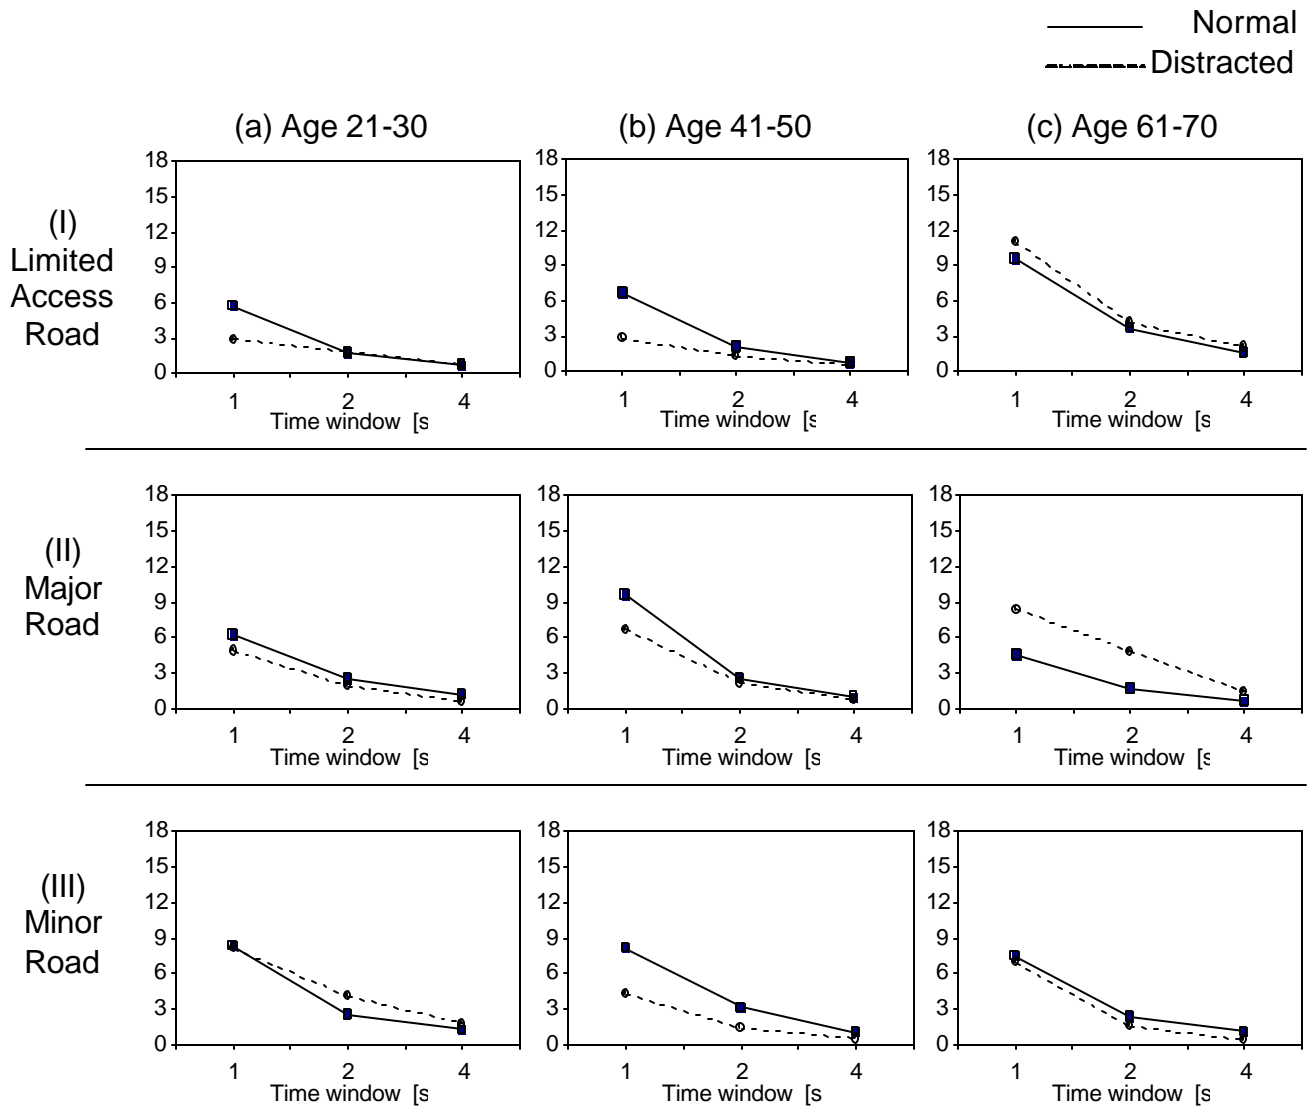 Normal
Distracted
(a) Age 21-30 (b) Age 41-50 (c) Age 61-70
(I)
Limited
Access
Road
18 15 12 9 6 3 0
1 2 4
Time window [s
18 15 12 9 6 3 0
1 2 4
Time window [s
18 15 12 9 6 3 0
1 2 4
Time window [s
(II)
Major
Road
18 15 12 9 6 3 0
1 2 4
Time window [s
18 15 12 9 6 3 0
1 2 4
Time window [s
18 15 12 9 6 3 0
1 2 4
Time window [s
(III)
Minor
Road
18 15 12 9 6 3 0
1 2 4
Time window [s
18 15 12 9 6 3 0
1 2 4
Time window [s
18 15 12 9 6 3 0
1 2 4
Time window [s